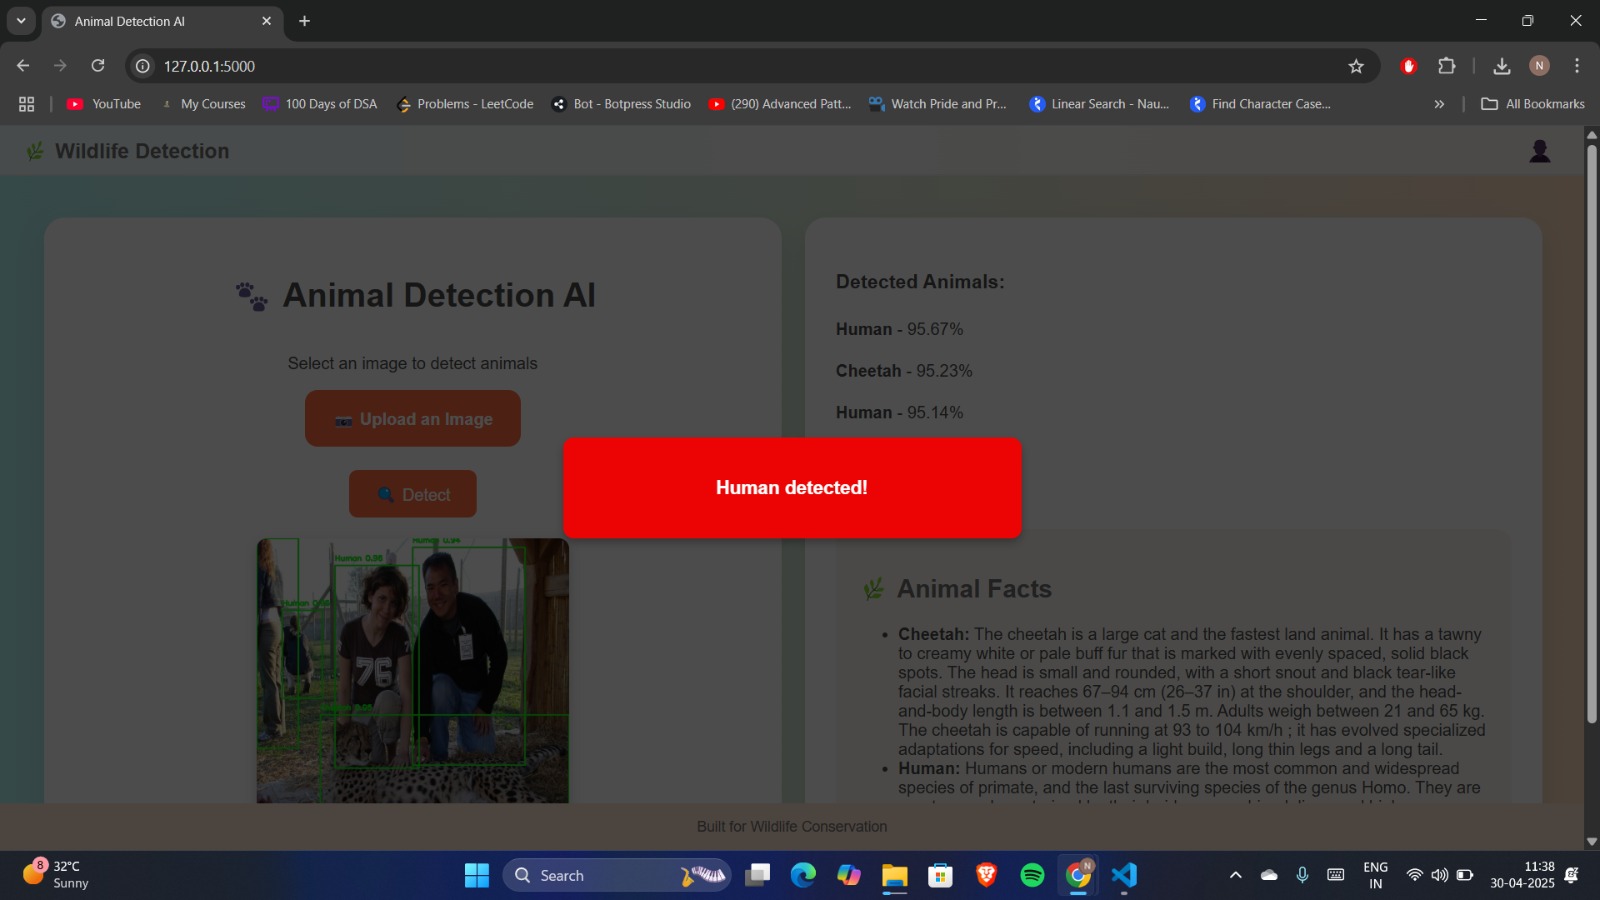 Animal Detection AI
127.0.0.1:5000
YouTube
My Courses
100 Days of DSA
Problems - LeetCode
Bot - Botpress Studio
(290) Advanced Patt...
Watch Pride and Pr...
Linear Search - Nau...
Find Character Case...
All Bookmarks
N
Wildlife Detection
Animal Detection AI
Select an image to detect animals
Upload an Image
Detect
Human 0.95
76
Detected Animals:
Human - 95.67%
Cheetah - 95.23%
Human - 95.14%
Human detected!
Animal Facts
• Cheetah: The cheetah is a large cat and the fastest land animal. It has a tawny
to creamy white or pale buff fur that is marked with evenly spaced, solid black
spots. The head is small and rounded, with a short snout and black tear-like
facial streaks. It reaches 67–94 cm (26–37 in) at the shoulder, and the head-
and-body length is between 1.1 and 1.5 m. Adults weigh between 21 and 65 kg.
The cheetah is capable of running at 93 to 104 km/h ; it has evolved specialized
adaptations for speed, including a light build, long thin legs and a long tail.
• Human: Humans or modern humans are the most common and widespread
species of primate, and the last surviving species of the genus Homo. They are
Built for Wildlife Conservation
8
32°C
Sunny
Search
N
ENG
IN
11:38
30-04-2025